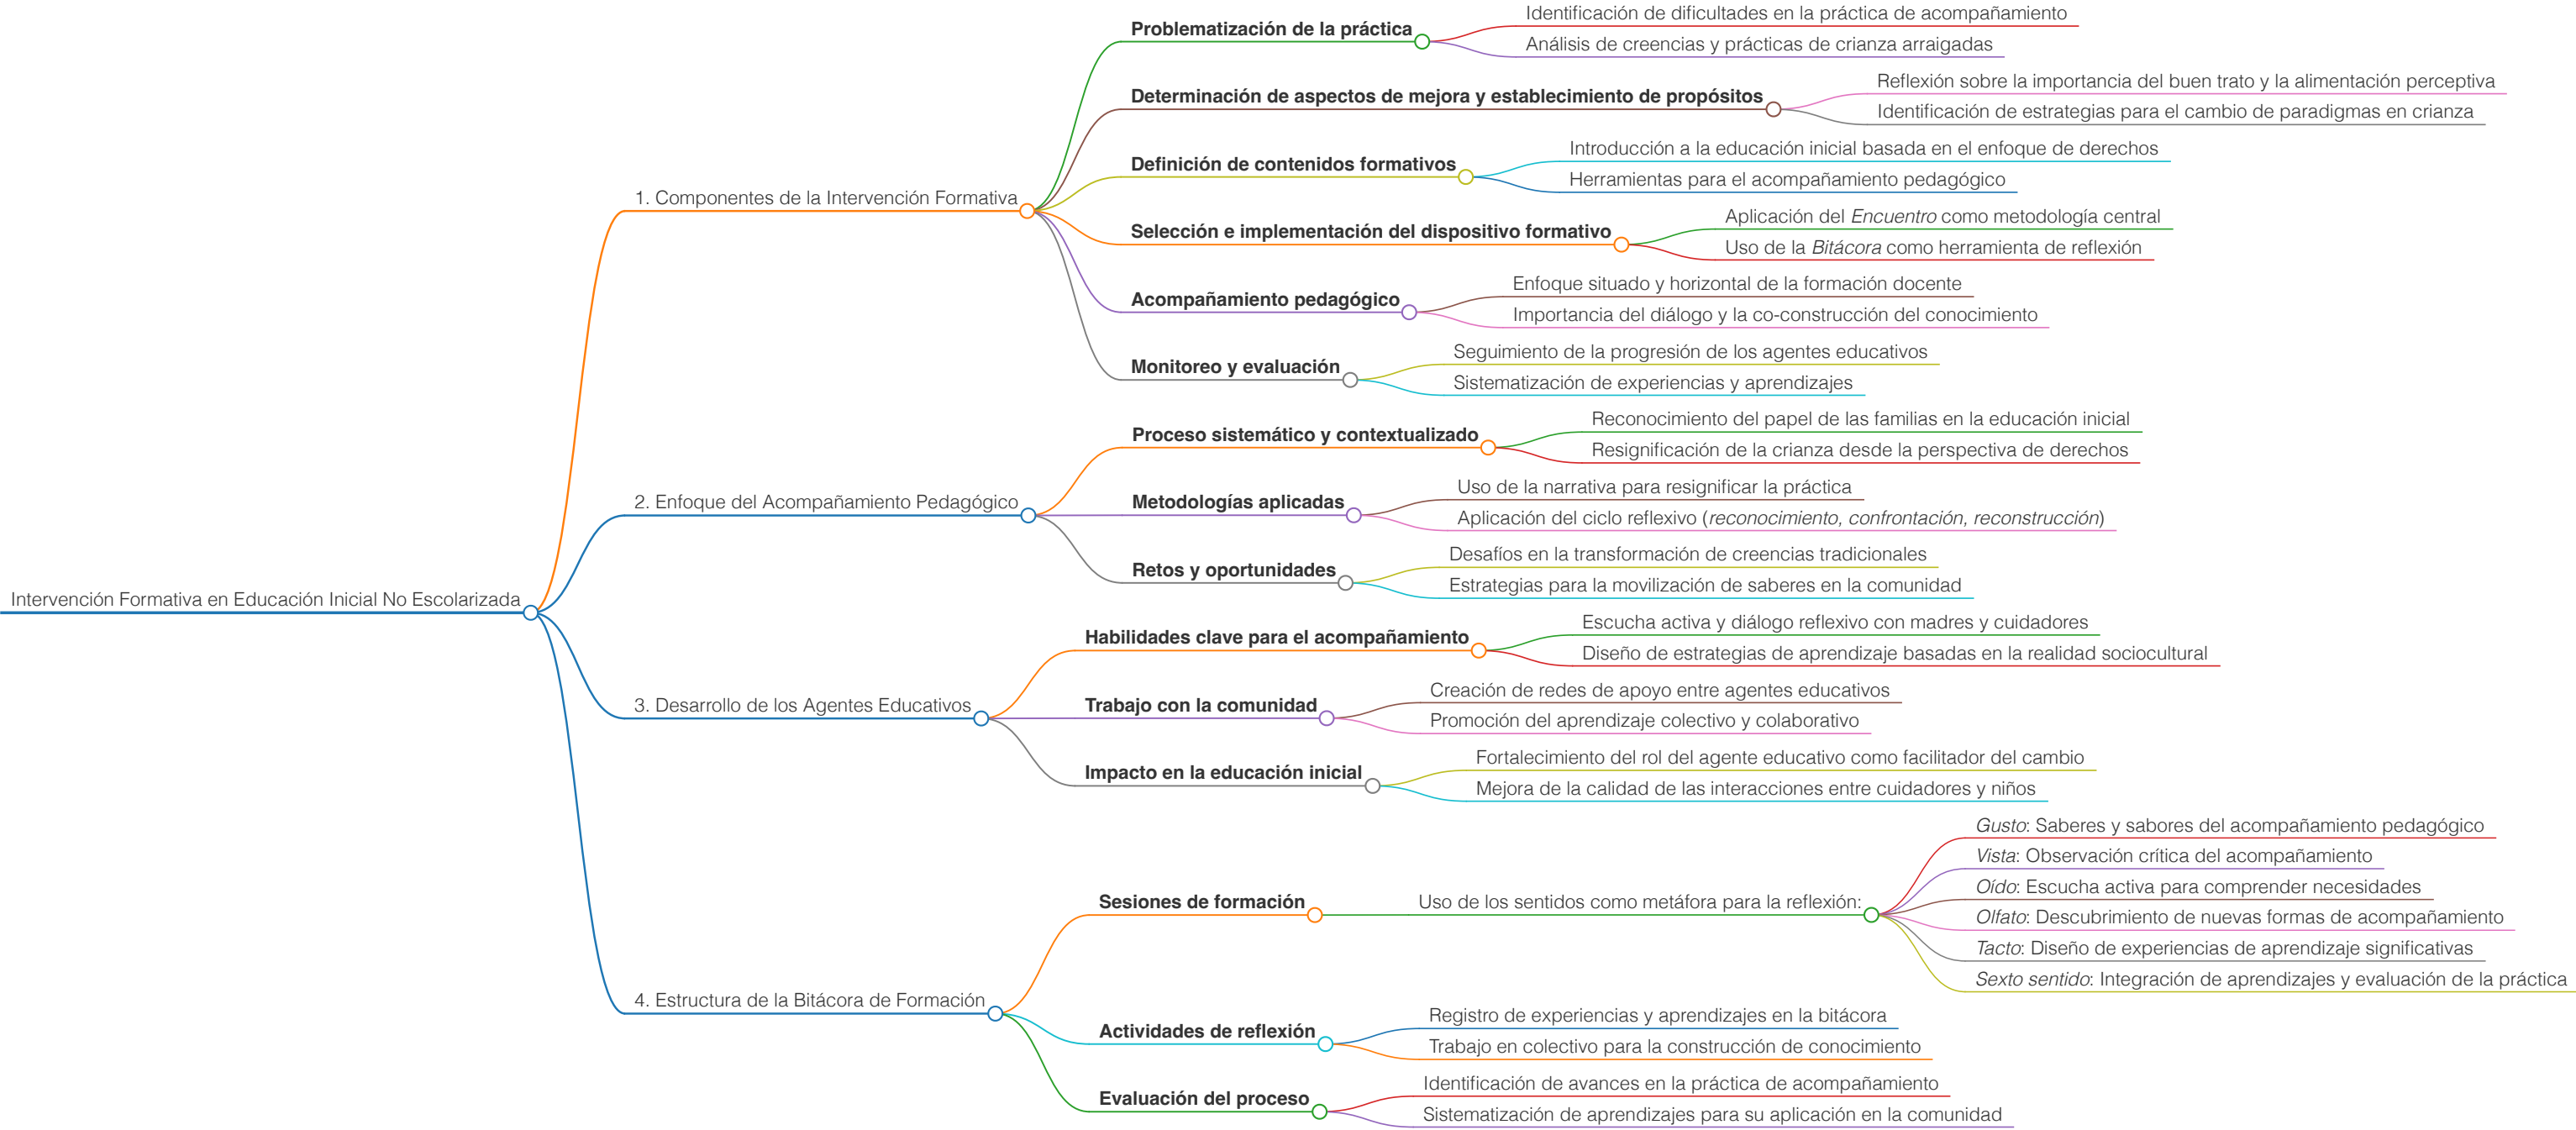 Intervención Formativa en Educación Inicial No Escolarizada
1. Componentes de la Intervención Formativa
Problematización de la práctica
Identificación de dificultades en la práctica de acompañamiento
Análisis de creencias y prácticas de crianza arraigadas
Determinación de aspectos de mejora y establecimiento de propósitos
Reflexión sobre la importancia del buen trato y la alimentación perceptiva
Identificación de estrategias para el cambio de paradigmas en crianza
Definición de contenidos formativos
Introducción a la educación inicial basada en el enfoque de derechos
Herramientas para el acompañamiento pedagógico
Selección e implementación del dispositivo formativo
Aplicación del Encuentro como metodología central
Uso de la Bitácora como herramienta de reflexión
Acompañamiento pedagógico
Enfoque situado y horizontal de la formación docente
Importancia del diálogo y la co-construcción del conocimiento
Monitoreo y evaluación
Seguimiento de la progresión de los agentes educativos
Sistematización de experiencias y aprendizajes
2. Enfoque del Acompañamiento Pedagógico
Proceso sistemático y contextualizado
Reconocimiento del papel de las familias en la educación inicial
Resignificación de la crianza desde la perspectiva de derechos
Metodologías aplicadas
Uso de la narrativa para resignificar la práctica
Aplicación del ciclo reflexivo (reconocimiento, confrontación, reconstrucción)
Retos y oportunidades
Desafíos en la transformación de creencias tradicionales
Estrategias para la movilización de saberes en la comunidad
3. Desarrollo de los Agentes Educativos
Habilidades clave para el acompañamiento
Escucha activa y diálogo reflexivo con madres y cuidadores
Diseño de estrategias de aprendizaje basadas en la realidad sociocultural
Trabajo con la comunidad
Creación de redes de apoyo entre agentes educativos
Promoción del aprendizaje colectivo y colaborativo
Impacto en la educación inicial
Fortalecimiento del rol del agente educativo como facilitador del cambio
Mejora de la calidad de las interacciones entre cuidadores y niños
4. Estructura de la Bitácora de Formación
Sesiones de formación
Uso de los sentidos como metáfora para la reflexión:
Gusto: Saberes y sabores del acompañamiento pedagógico
Vista: Observación crítica del acompañamiento
Oído: Escucha activa para comprender necesidades
Olfato: Descubrimiento de nuevas formas de acompañamiento
Tacto: Diseño de experiencias de aprendizaje significativas
Sexto sentido: Integración de aprendizajes y evaluación de la práctica
Actividades de reflexión
Registro de experiencias y aprendizajes en la bitácora
Trabajo en colectivo para la construcción de conocimiento
Evaluación del proceso
Identificación de avances en la práctica de acompañamiento
Sistematización de aprendizajes para su aplicación en la comunidad